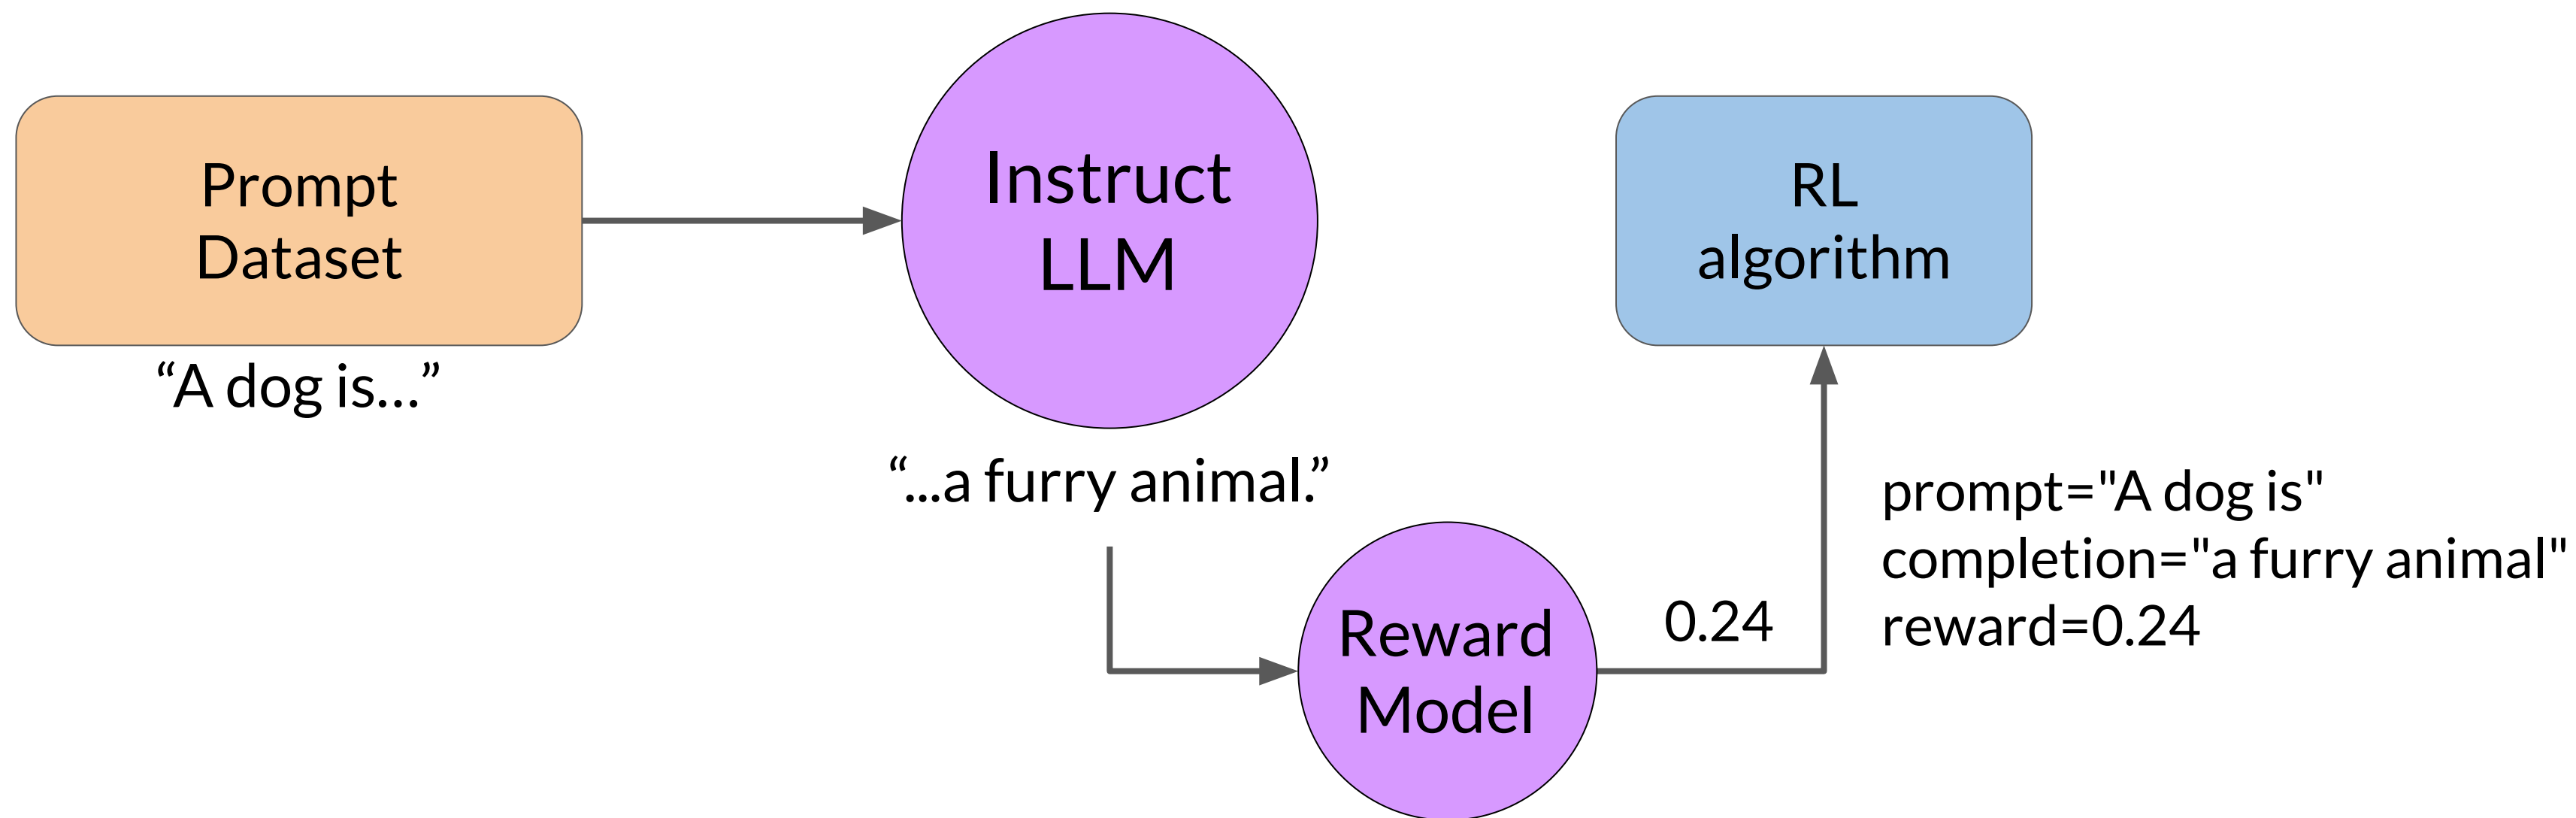 Prompt
Dataset
“A dog is...”
Instruct
LLM
“...a furry animal.”
Reward
Model
0.24
RL
algorithm
prompt="A dog is"
completion="a furry animal"
reward=0.24